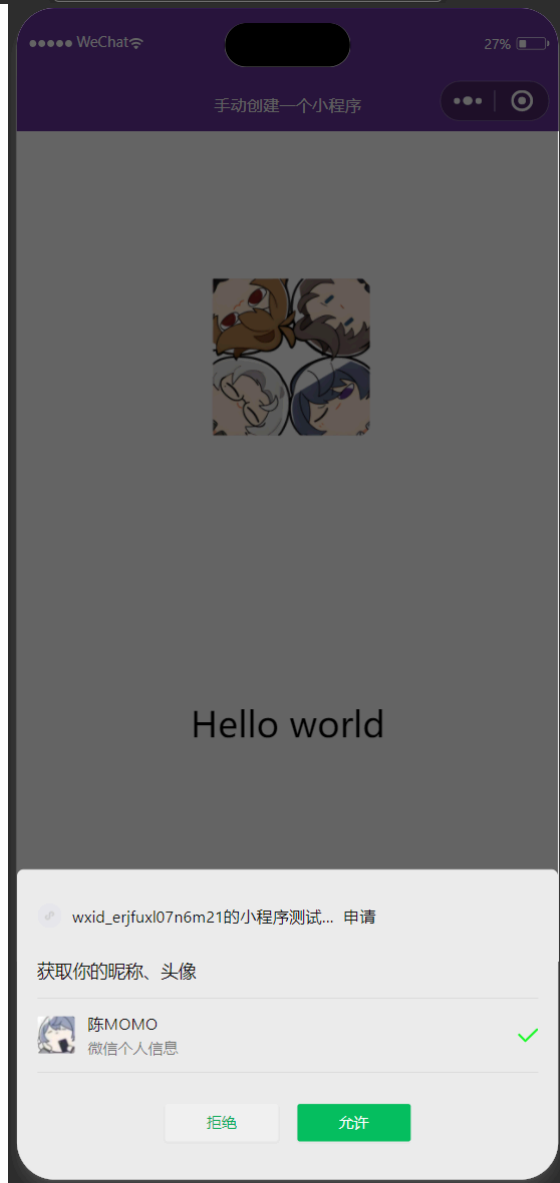 WeChat
27%
手动创建一个小程序
Hello world
wxid_erjfuxl07n6m21的小程序测试... 申请
获取你的昵称、头像
陈MOMO
微信个人信息
拒绝
允许